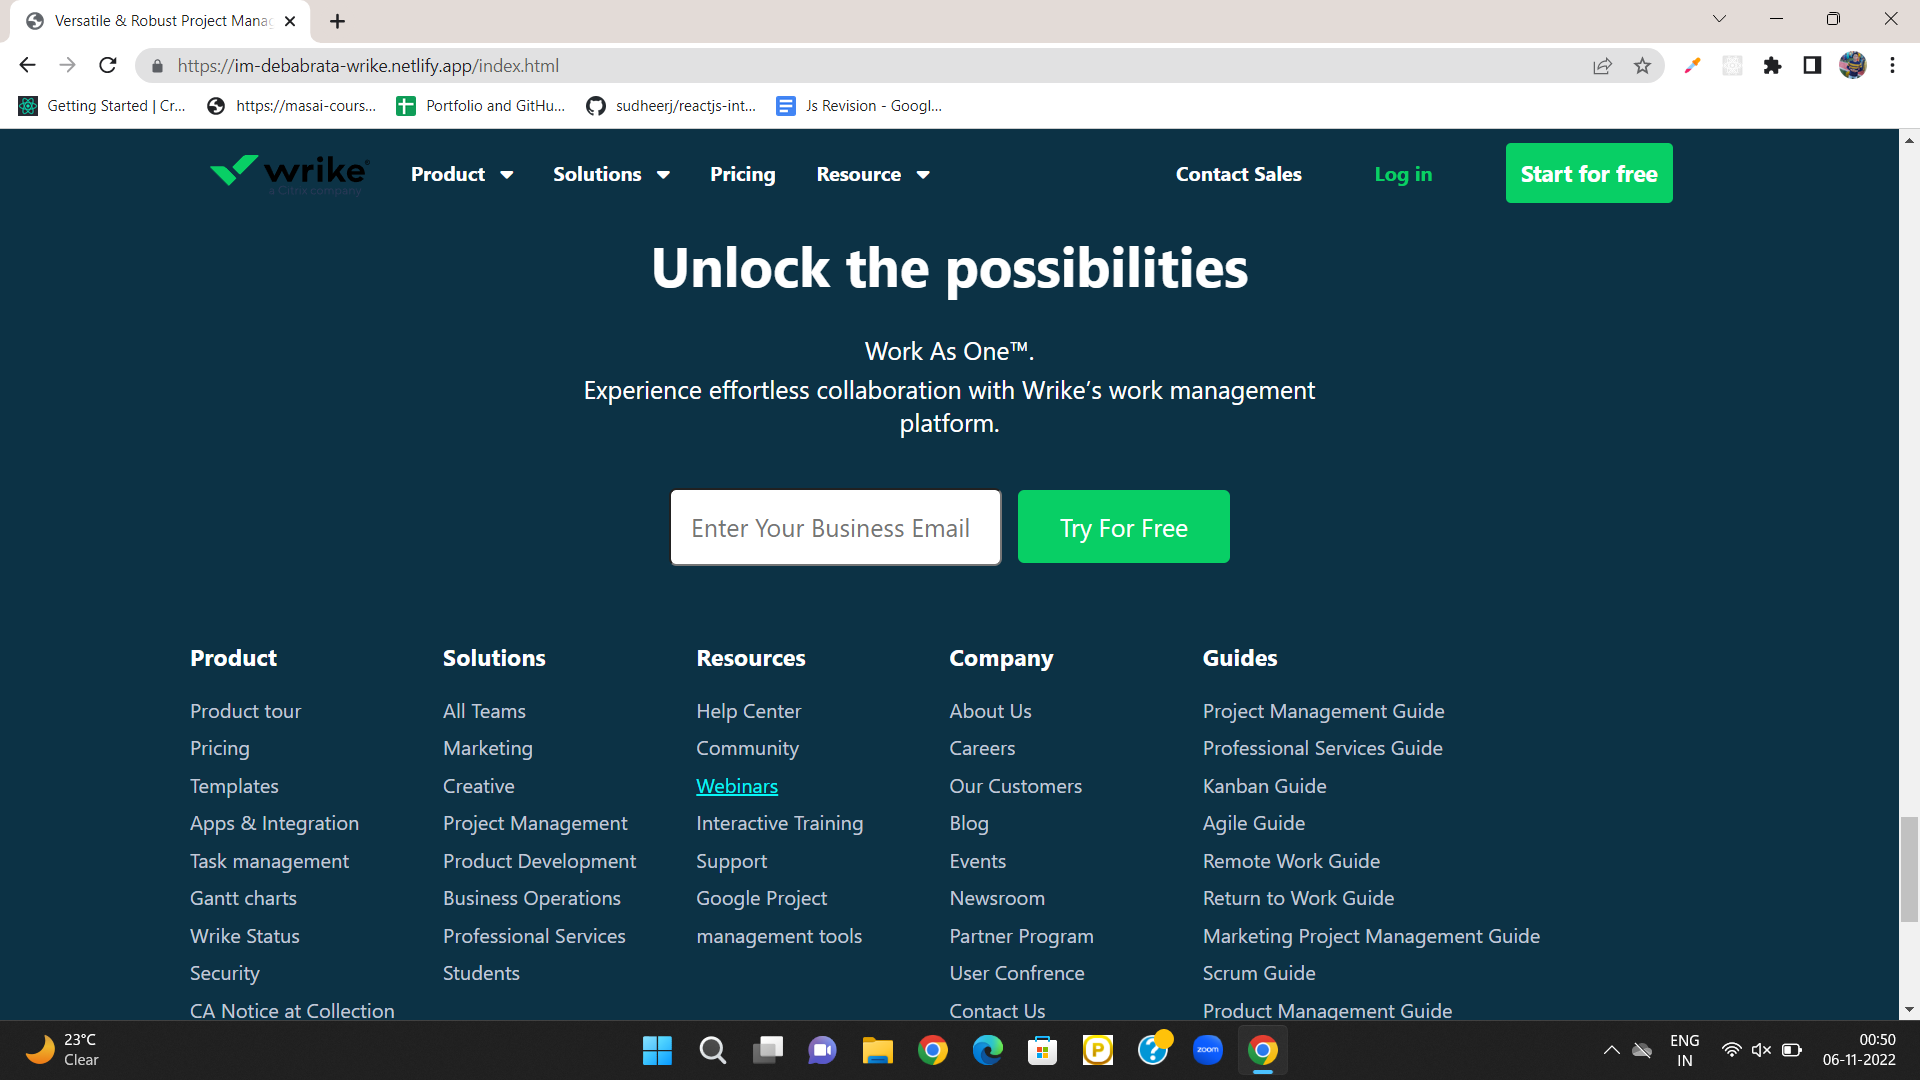 Versatile & Robust Project Mana
https://im-debabrata-wrike.netlify.app/index.html
Getting Started | Cr...
https://masai-cours...
Portfolio and GitHu...
sudheerj/reactjs-int...
Js Revision - Googl...
wrike
a Citrix company
Product
Solutions
Pricing
Resource
Contact Sales
Log in
Start for free
Unlock the possibilities
Work As One™.
Experience effortless collaboration with Wrike’s work management
platform.
Enter Your Business Email
Try For Free
Product
Product tour
Pricing
Templates
Apps & Integration
Task management
Gantt charts
Wrike Status
Security
CA Notice at Collection
Solutions
All Teams
Marketing
Creative
Project Management
Product Development
Business Operations
Professional Services
Students
Resources
Help Center
Community
Webinars
Interactive Training
Support
Google Project
management tools
Company
About Us
Careers
Our Customers
Blog
Events
Newsroom
Partner Program
User Confrence
Contact Us
Guides
Project Management Guide
Professional Services Guide
Kanban Guide
Agile Guide
Remote Work Guide
Return to Work Guide
Marketing Project Management Guide
Scrum Guide
Product Management Guide
23°C
Clear
zoom
ENG
IN
00:50
06-11-2022